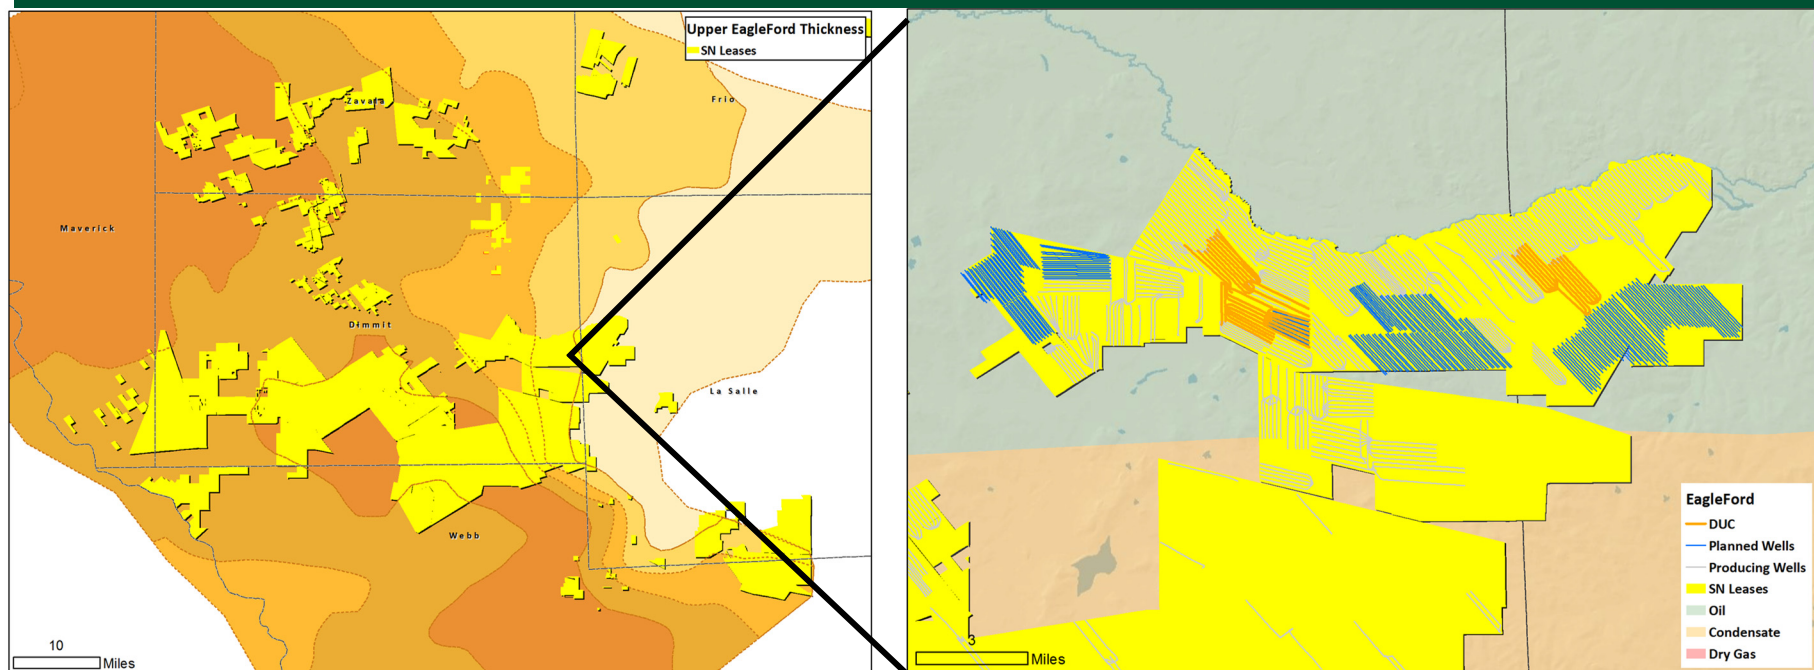 Upper EagleFord Thickness
SN Leases
Zavala
Frio
Maverick
Dimmit
La Salle
Webb
10
Miles
EagleFord
DUC
Planned Wells
Producing Wells
SN Leases
Oil
Condensate
Dry Gas
3
Miles